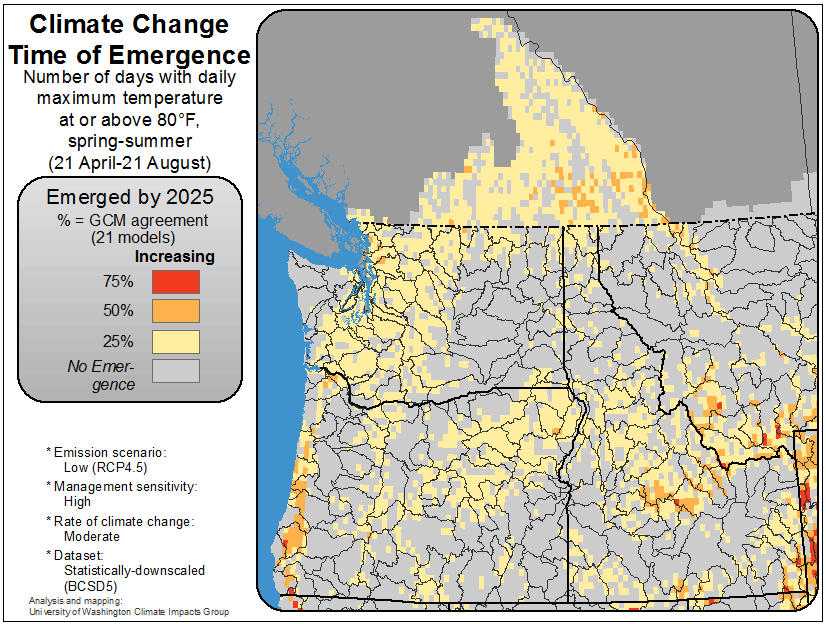 Climate Change
Time of Emergence
Number of days with daily
maximum temperature
at or above 80°F,
spring-summer
(21 April-21 August)
Emerged by 2025
% = GCM agreement
(21 models)
Increasing
75%
50%
25%
No Emer-
gence
* Emission scenario:
Low (RCP4.5)
* Management sensitivity:
High
* Rate of climate change:
Moderate
* Dataset:
Statistically-downscaled
(BCSD5)
Analysis and mapping:
University of Washington Climate Impacts Group